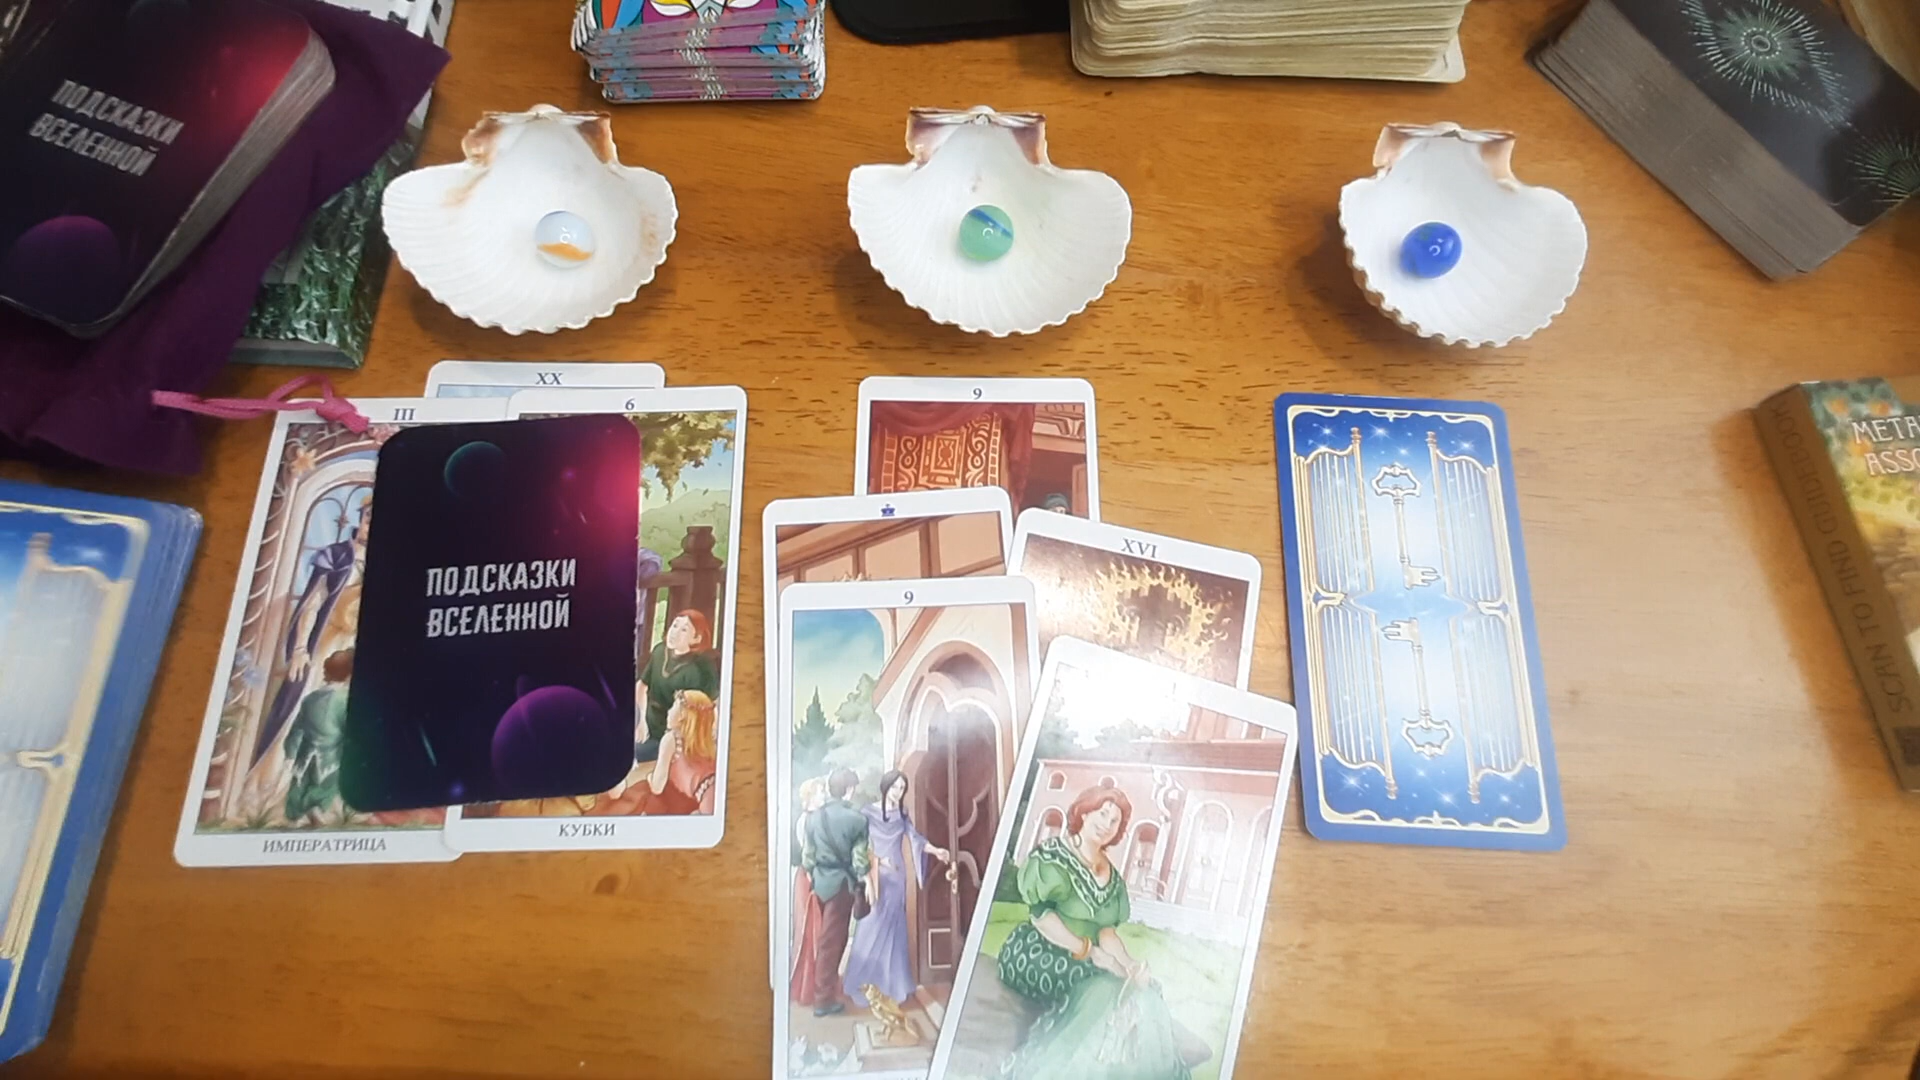 ПОДСКАЗКИ
ВСЕЛЕННОЙ
XX
III
6
ПОДСКАЗКИ
ВСЕЛЕННОЙ
ИМПЕРАТРИЦА
КУБКИ
9
XVI
9
META
ASSO
SCAN TO FIND GUIDEBOOK